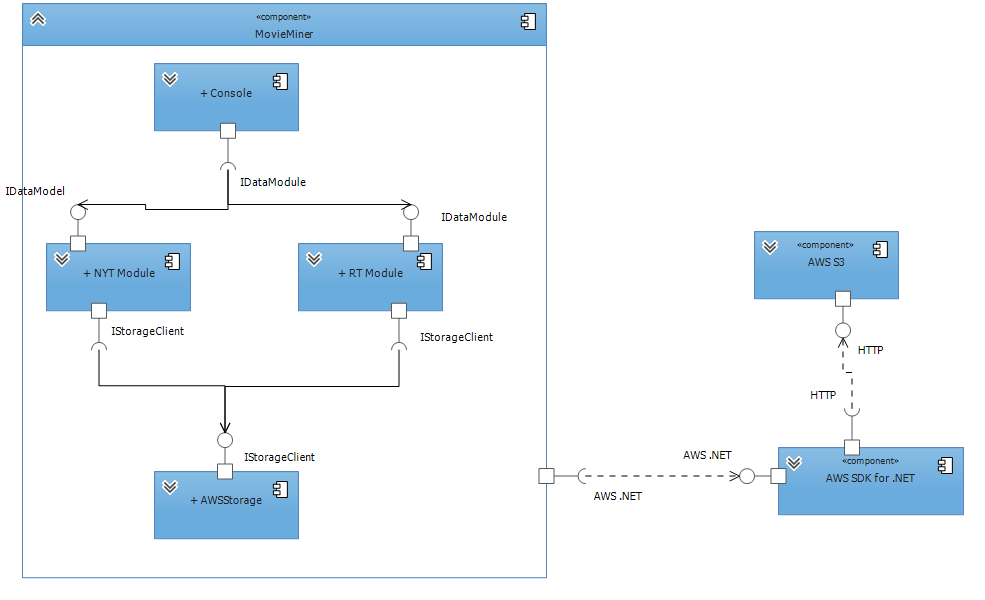 «component»
MovieMiner
+ Console
IDataModule
IDataModel
IDataModule
+ NYT Module
+ RT Module
IStorageClient
IStorageClient
IStorageClient
+ AWSStorage
«component»
AWS S3
HTTP
HTTP
AWS .NET
AWS .NET
«component»
AWS SDK for .NET